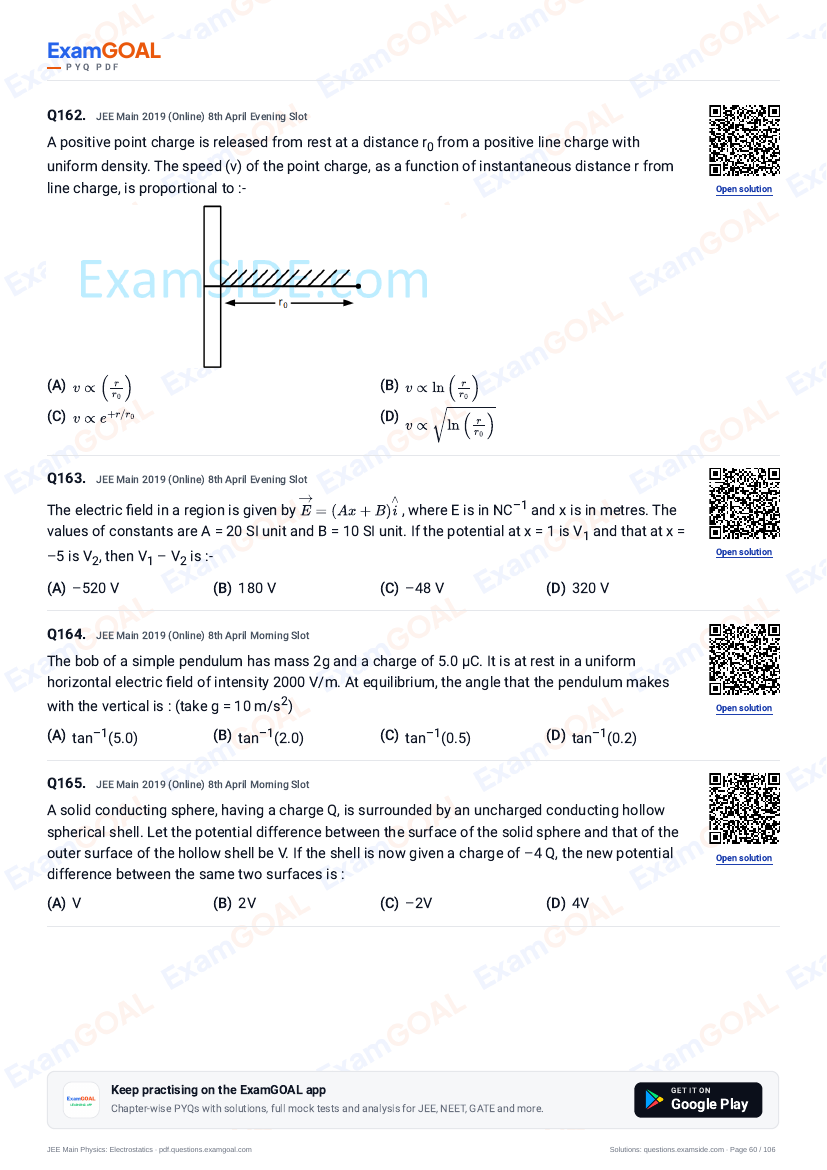 ExamGOAL
PYQ PDF
Q162. JEE Main 2019 (Online) 8th April Evening Slot
A positive point charge is released from rest at a distance r₀ from a positive line charge with
uniform density. The speed (v) of the point charge, as a function of instantaneous distance r from
line charge, is proportional to :-
Open solution
ExamSIDE.com
r₀
(A) v ∝ (r/r₀)
(B) v ∝ ln (r/r₀)
(C) v ∝ e^{+r/r₀}
(D) v ∝ √(ln (r/r₀))
Q163. JEE Main 2019 (Online) 8th April Evening Slot
The electric field in a region is given by \overrightarrow{E} = (Ax + B)\hat{i} , where E is in NC⁻¹ and x is in metres. The
values of constants are A = 20 SI unit and B = 10 SI unit. If the potential at x = 1 is V₁ and that at x =
−5 is V₂, then V₁ − V₂ is :-
Open solution
(A) −520 V (B) 180 V (C) −48 V (D) 320 V
Q164. JEE Main 2019 (Online) 8th April Morning Slot
The bob of a simple pendulum has mass 2g and a charge of 5.0 μC. It is at rest in a uniform
horizontal electric field of intensity 2000 V/m. At equilibrium, the angle that the pendulum makes
with the vertical is : (take g = 10 m/s²)
Open solution
(A) tan⁻¹(5.0) (B) tan⁻¹(2.0) (C) tan⁻¹(0.5) (D) tan⁻¹(0.2)
Q165. JEE Main 2019 (Online) 8th April Morning Slot
A solid conducting sphere, having a charge Q, is surrounded by an uncharged conducting hollow
spherical shell. Let the potential difference between the surface of the solid sphere and that of the
outer surface of the hollow shell be V. If the shell is now given a charge of −4 Q, the new potential
difference between the same two surfaces is :
Open solution
(A) V (B) 2V (C) −2V (D) 4V
ExamGOAL
Keep practising on the ExamGOAL app
Chapter-wise PYQs with solutions, full mock tests and analysis for JEE, NEET, GATE and more.
GET IT ON
Google Play
JEE Main Physics: Electrostatics · pdf.questions.examgoal.com
Solutions: questions.examside.com · Page 60 / 106